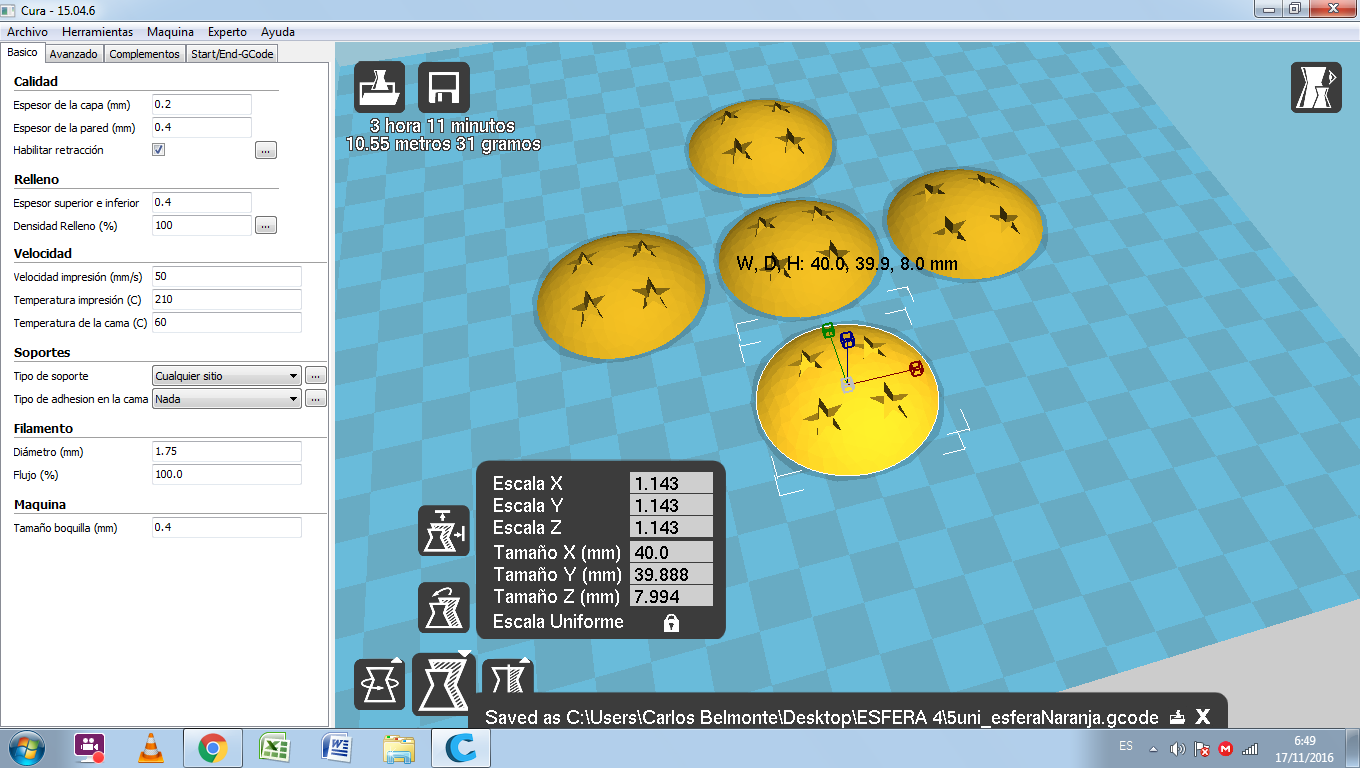 Cura - 15.04.6
Archivo Herramientas Maquina Experto Ayuda
Basico Avanzado Complementos Start/End-GCode
Calidad
Espesor de la capa (mm) 0.2
Espesor de la pared (mm) 0.4
Habilitar retracción ...
Relleno
Espesor superior e inferior 0.4
Densidad Relleno (%) 100 ...
Velocidad
Velocidad impresión (mm/s) 50
Temperatura impresión (C) 210
Temperatura de la cama (C) 60
Soportes
Tipo de soporte Cualquier sitio ...
Tipo de adhesion en la cama Nada ...
Filamento
Diámetro (mm) 1.75
Flujo (%) 100.0
Maquina
Tamaño boquilla (mm) 0.4
3 hora 11 minutos
10.55 metros 31 gramos
W, D, H: 40.0, 39.9, 8.0 mm
Escala X 1.143
Escala Y 1.143
Escala Z 1.143
Tamaño X (mm) 40.0
Tamaño Y (mm) 39.888
Tamaño Z (mm) 7.994
Escala Uniforme
Saved as C:\Users\Carlos Belmonte\Desktop\ESFERA 4\5uni_esferaNaranja.gcode X
ES
6:49
17/11/2016